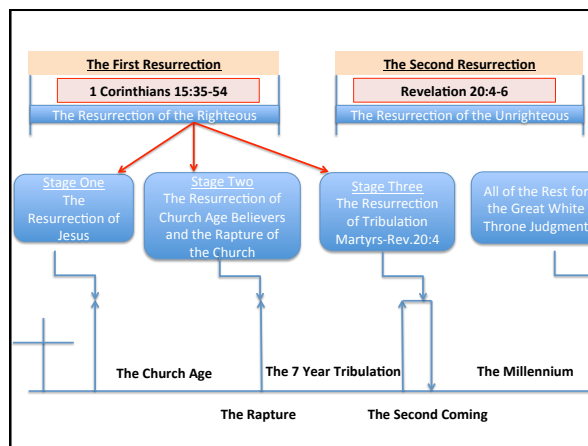 The First Resurrection
1 Corinthians 15:35-54
The Resurrection of the Righteous
The Second Resurrection
Revelation 20:4-6
The Resurrection of the Unrighteous
Stage One
The
Resurrection of
Jesus
Stage Two
The Resurrection of
Church Age Believers
and the Rapture of
the Church
Stage Three
The Resurrection
of Tribulation
Martyrs-Rev.20:4
All of the Rest for
the Great White
Throne Judgment
The Church Age
The 7 Year Tribulation
The Millennium
The Rapture
The Second Coming